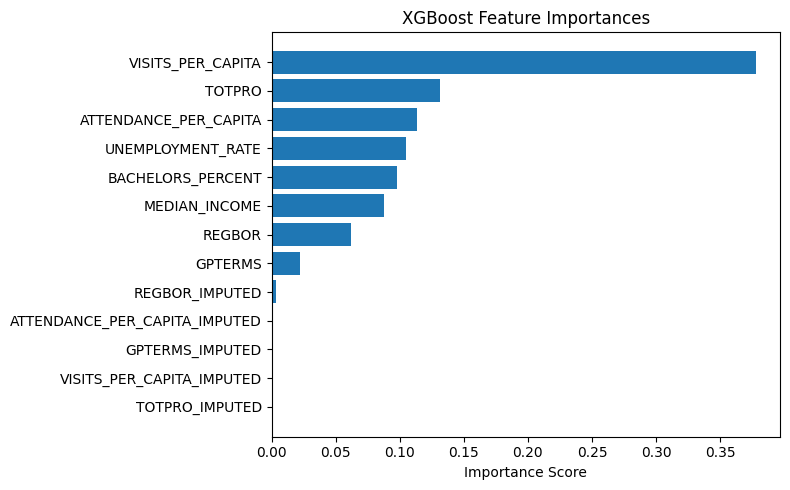 XGBoost Feature Importances
VISITS_PER_CAPITA
TOTPRO
ATTENDANCE_PER_CAPITA
UNEMPLOYMENT_RATE
BACHELORS_PERCENT
MEDIAN_INCOME
REGBOR
GPTERMS
REGBOR_IMPUTED
ATTENDANCE_PER_CAPITA_IMPUTED
GPTERMS_IMPUTED
VISITS_PER_CAPITA_IMPUTED
TOTPRO_IMPUTED
0.00 0.05 0.10 0.15 0.20 0.25 0.30 0.35
Importance Score